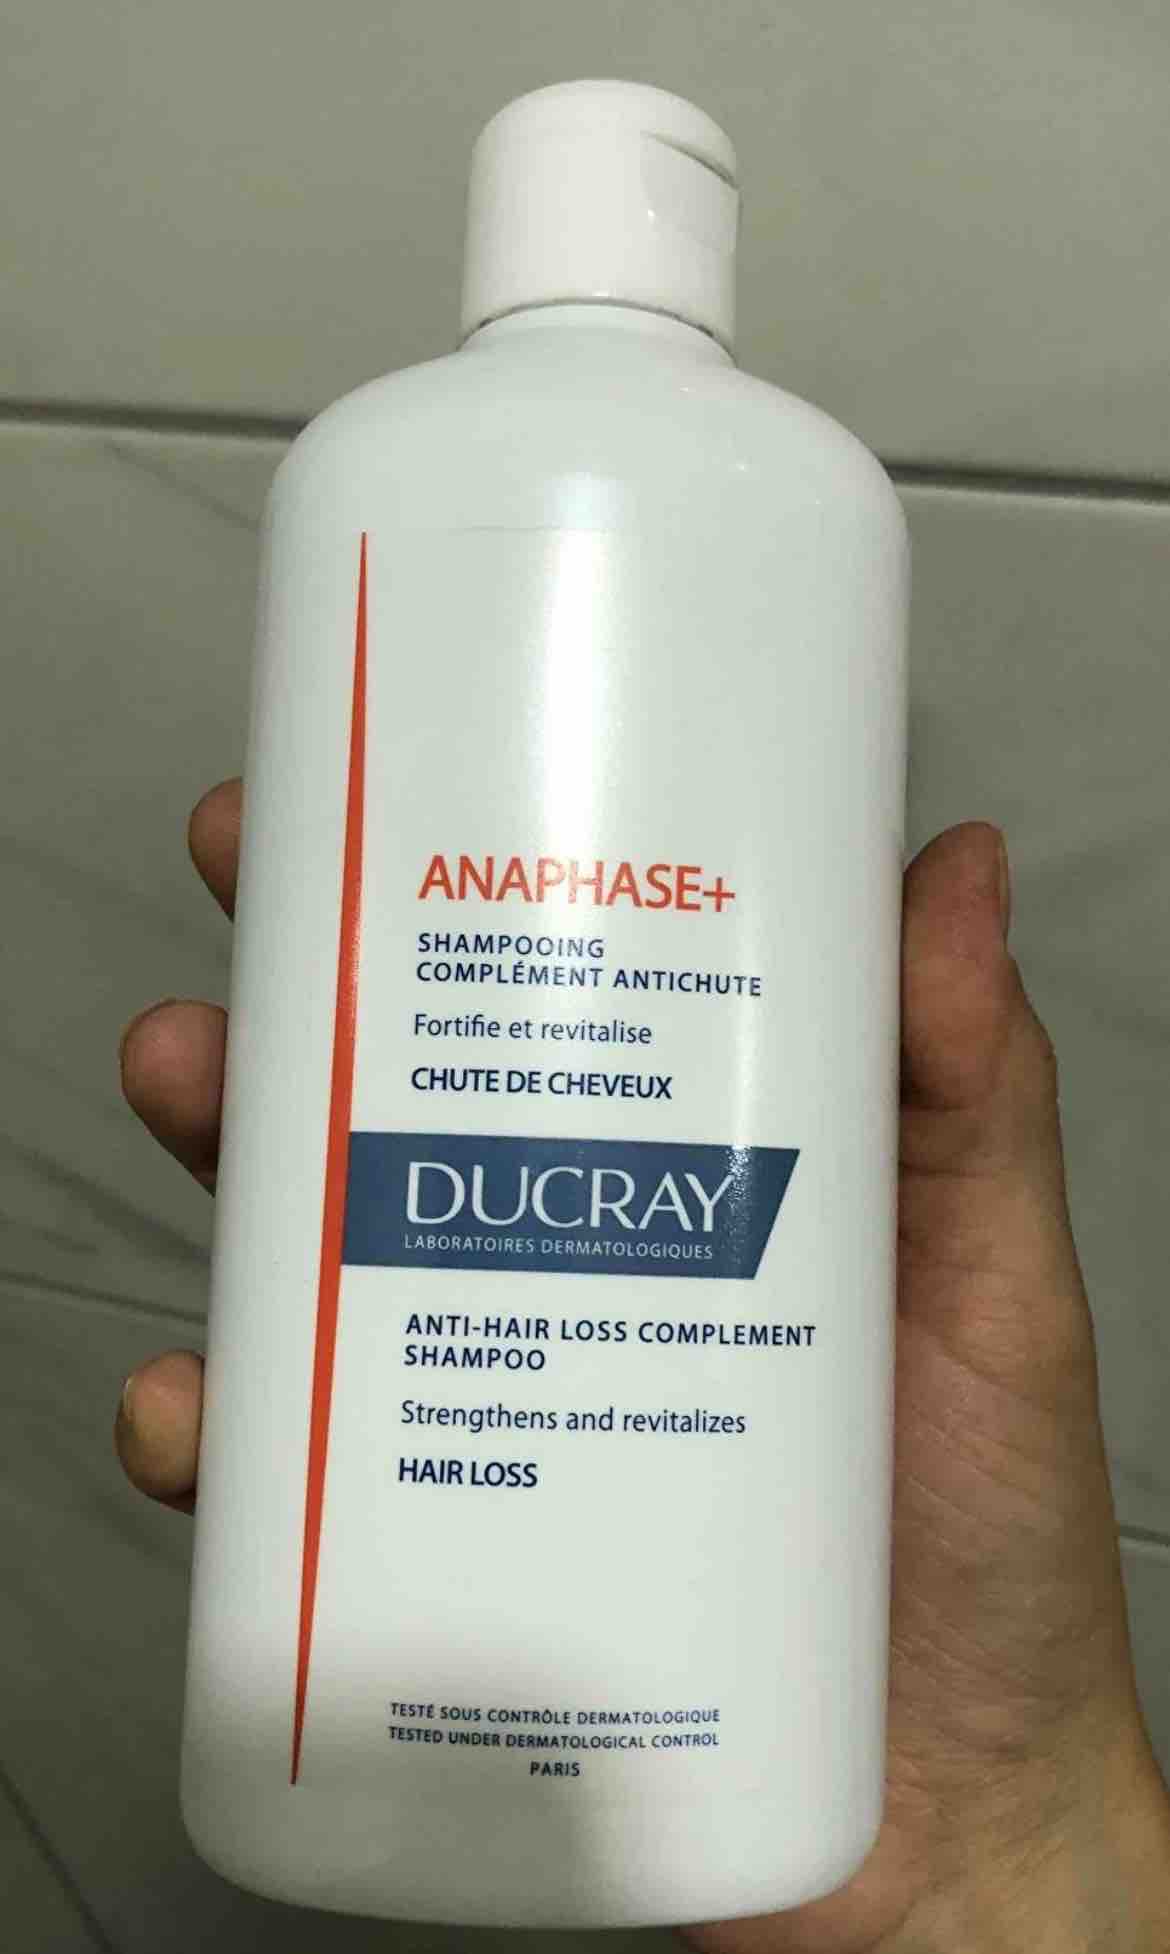 ANAPHASE+
SHAMPOOING
COMPLÉMENT ANTICHUTE
Fortifie et revitalise
CHUTE DE CHEVEUX
DUCRAY
LABORATOIRES DERMATOLOGIQUES
ANTI-HAIR LOSS COMPLEMENT
SHAMPOO
Strengthens and revitalizes
HAIR LOSS
TESTÉ SOUS CONTRÔLE DERMATOLOGIQUE
TESTED UNDER DERMATOLOGICAL CONTROL
PARIS